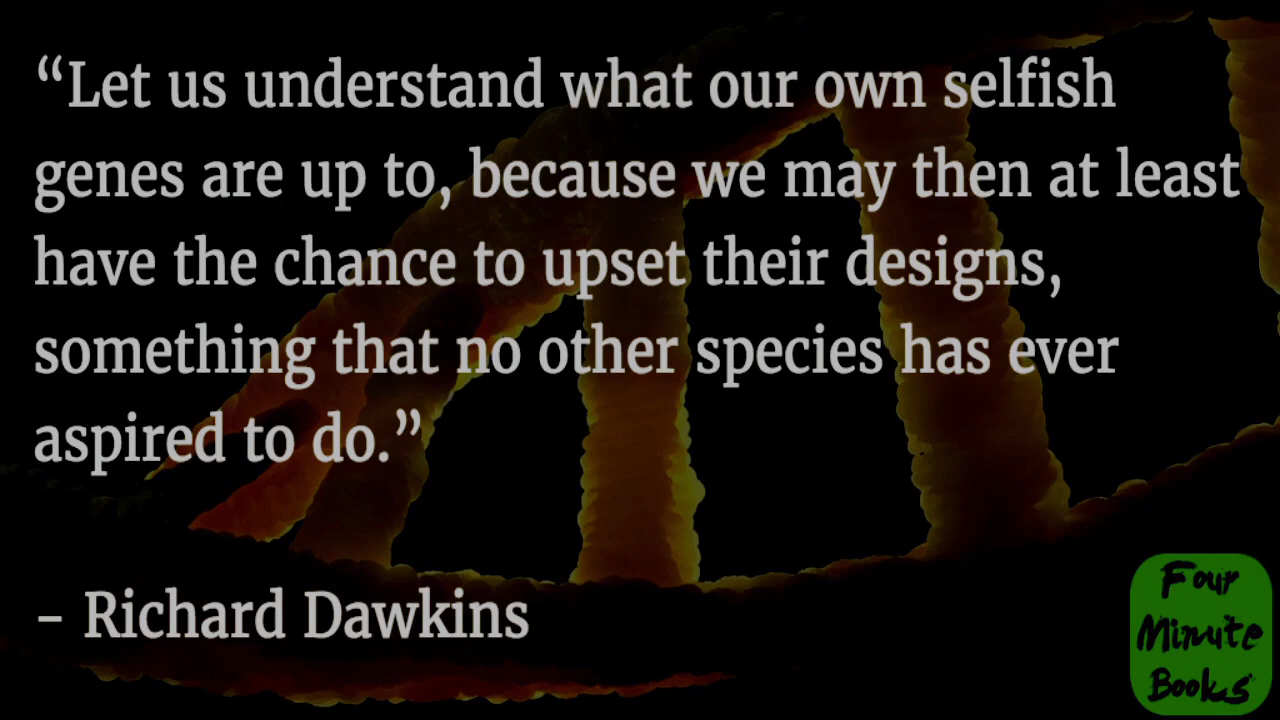 “Let us understand what our own selfish
genes are up to, because we may then at least
have the chance to upset their designs,
something that no other species has ever
aspired to do.”
– Richard Dawkins
Four
Minute
Books